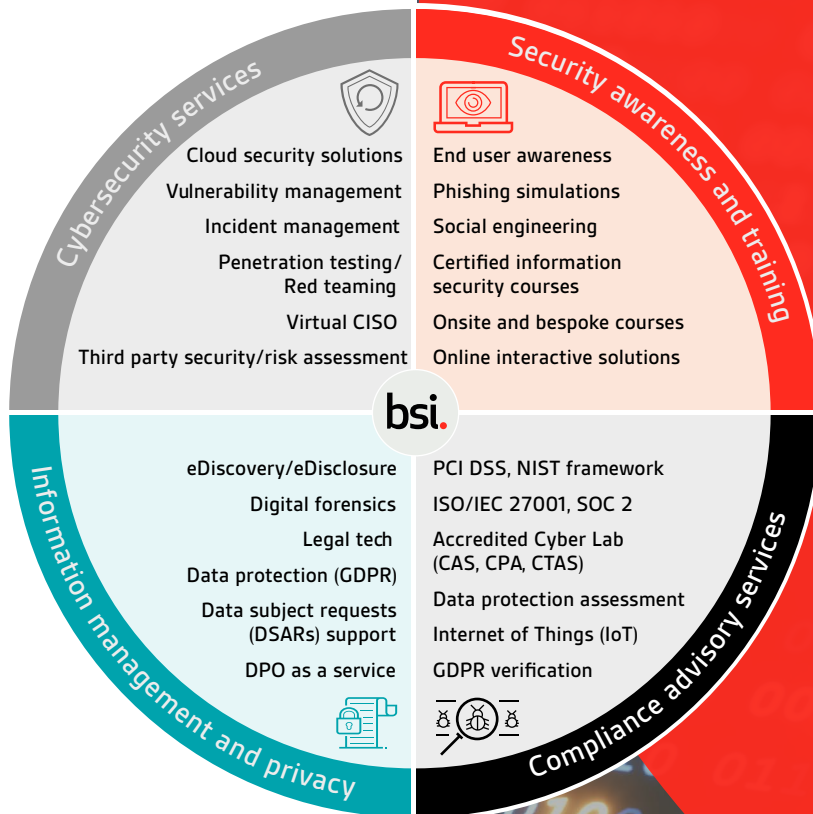 Cybersecurity services
Cloud security solutions
Vulnerability management
Incident management
Penetration testing/
Red teaming
Virtual CISO
Third party security/risk assessment
Security awareness and training
End user awareness
Phishing simulations
Social engineering
Certified information
security courses
Onsite and bespoke courses
Online interactive solutions
bsi.
Information management and privacy
eDiscovery/eDisclosure
Digital forensics
Legal tech
Data protection (GDPR)
Data subject requests
(DSARs) support
DPO as a service
Compliance advisory services
PCI DSS, NIST framework
ISO/IEC 27001, SOC 2
Accredited Cyber Lab
(CAS, CPA, CTAS)
Data protection assessment
Internet of Things (IoT)
GDPR verification